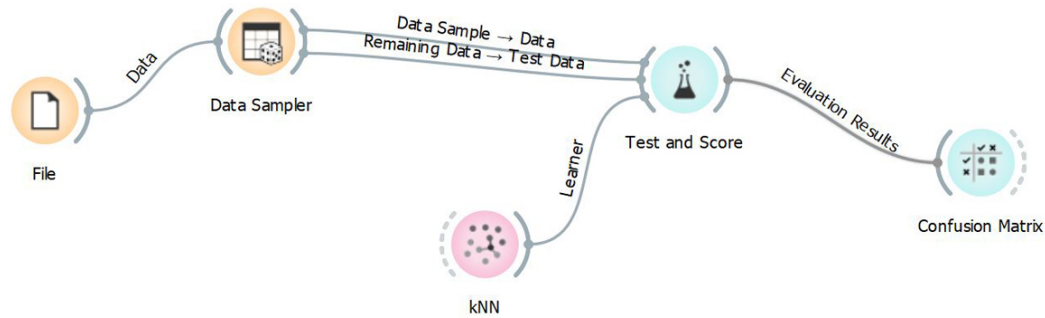 Data
File
Data Sampler
Data Sample → Data
Remaining Data → Test Data
Learner
kNN
Test and Score
Evaluation Results
Confusion Matrix